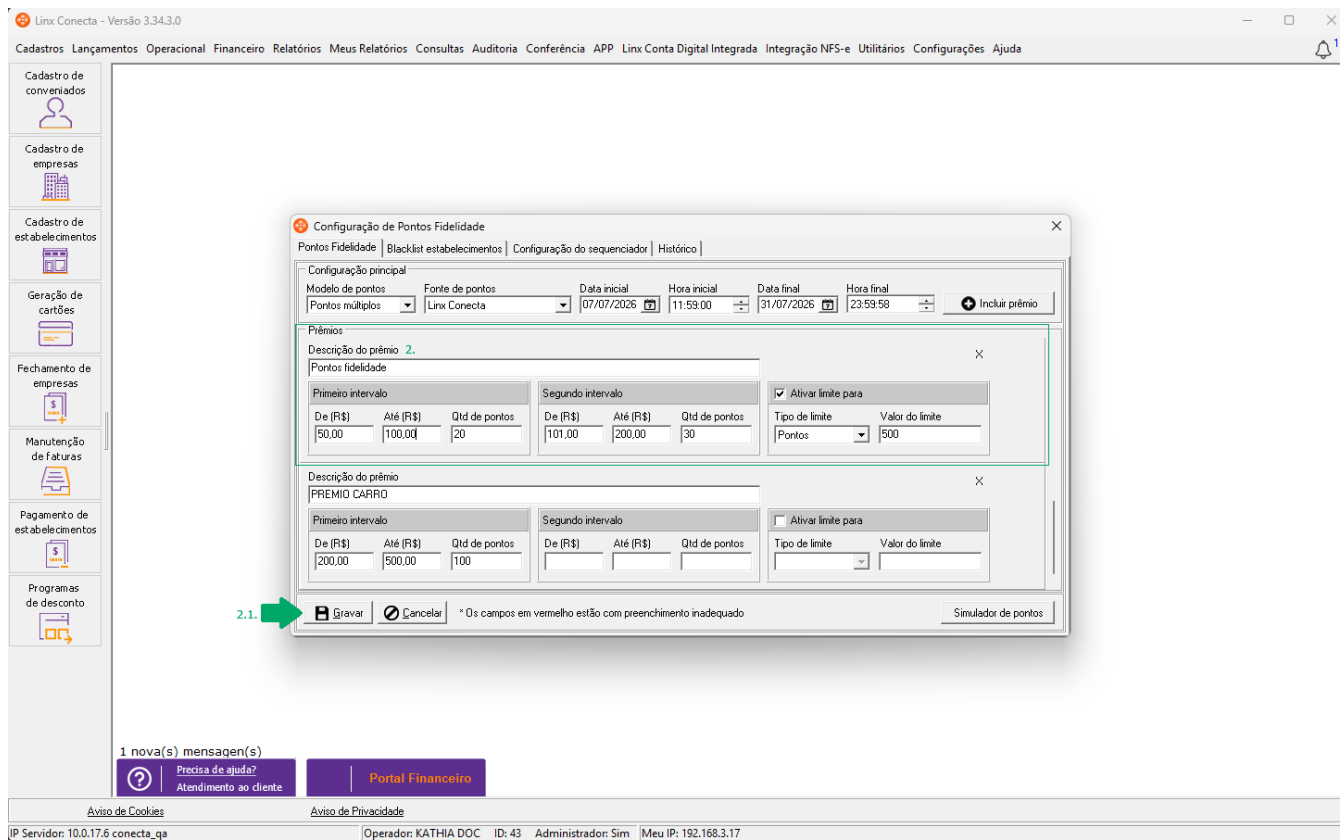 Linx Conecta - Versão 3.34.3.0
Cadastros Lançamentos Operacional Financeiro Relatórios Meus Relatórios Consultas Auditoria Conferência APP Linx Conta Digital Integrada Integração NFS-e Utilitários Configurações Ajuda
1
Cadastro de
conveniados
Cadastro de
empresas
Cadastro de
estabelecimentos
Geração de
cartões
Fechamento de
empresas
Manutenção
de faturas
Pagamento de
estabelecimentos
Programas
de desconto
Configuração de Pontos Fidelidade
Pontos Fidelidade Blacklist estabelecimentos Configuração do sequenciador Histórico
Configuração principal
Modelo de pontos Fonte de pontos Data inicial Hora inicial Data final Hora final
Pontos múltiplos Linx Conecta 07/07/2026 11:59:00 31/07/2026 23:59:58 Incluir prêmio
Prêmios
Descrição do prêmio 2. X
Pontos fidelidade
Primeiro intervalo Segundo intervalo Ativar limite para
De (R$) Até (R$) Qtd de pontos De (R$) Até (R$) Qtd de pontos Tipo de limite Valor do limite
50,00 100,00 20 101,00 200,00 30 Pontos 500
Descrição do prêmio X
PREMIO CARRO
Primeiro intervalo Segundo intervalo Ativar limite para
De (R$) Até (R$) Qtd de pontos De (R$) Até (R$) Qtd de pontos Tipo de limite Valor do limite
200,00 500,00 100
2.1. Gravar Cancelar * Os campos em vermelho estão com preenchimento inadequado Simulador de pontos
1 nova(s) mensagen(s)
Precisa de ajuda?
Atendimento ao cliente
Portal Financeiro
Aviso de Cookies Aviso de Privacidade
IP Servidor: 10.0.17.6 conecta_qa Operador: KATHIA DOC ID: 43 Administrador: Sim Meu IP: 192.168.3.17